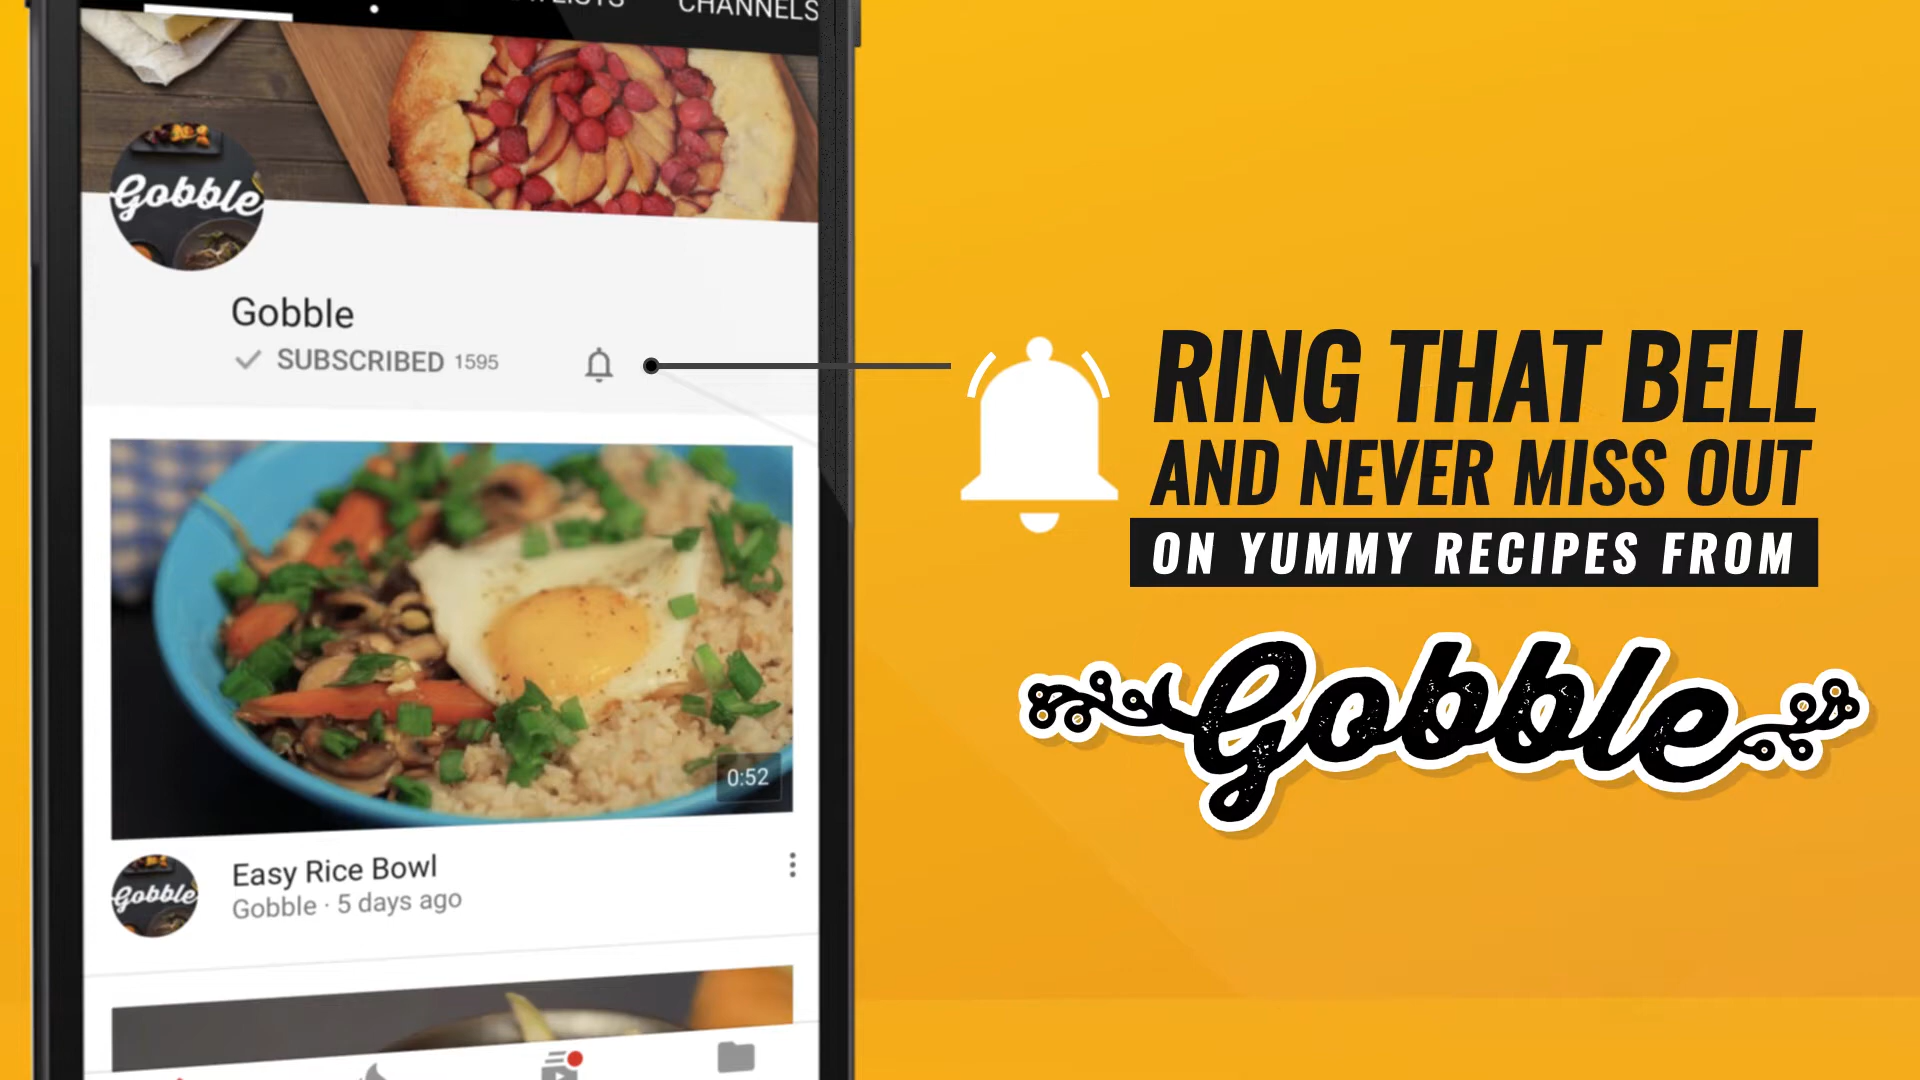 CHANNELS
Gobble
Gobble
SUBSCRIBED 1595
0:52
Easy Rice Bowl
Gobble
Gobble · 5 days ago
RING THAT BELL
AND NEVER MISS OUT
ON YUMMY RECIPES FROM
Gobble